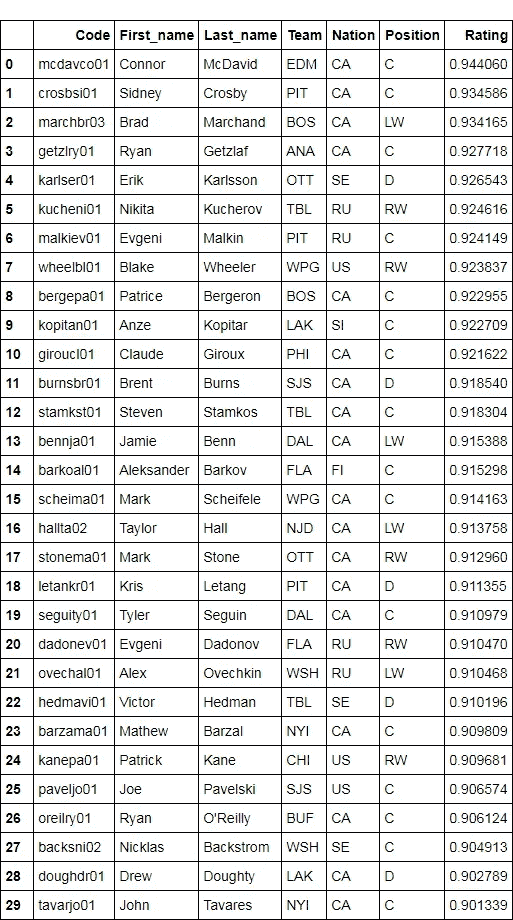 Code First_name Last_name Team Nation Position Rating
0 mcdavco01 Connor McDavid EDM CA C 0.944060
1 crosbsi01 Sidney Crosby PIT CA C 0.934586
2 marchbr03 Brad Marchand BOS CA LW 0.934165
3 getzlry01 Ryan Getzlaf ANA CA C 0.927718
4 karlser01 Erik Karlsson OTT SE D 0.926543
5 kucheni01 Nikita Kucherov TBL RU RW 0.924616
6 malkiev01 Evgeni Malkin PIT RU C 0.924149
7 wheelbl01 Blake Wheeler WPG US RW 0.923837
8 bergepa01 Patrice Bergeron BOS CA C 0.922955
9 kopitan01 Anze Kopitar LAK SI C 0.922709
10 giroucl01 Claude Giroux PHI CA C 0.921622
11 burnsbr01 Brent Burns SJS CA D 0.918540
12 stamkst01 Steven Stamkos TBL CA C 0.918304
13 bennja01 Jamie Benn DAL CA LW 0.915388
14 barkoal01 Aleksander Barkov FLA FI C 0.915298
15 scheima01 Mark Scheifele WPG CA C 0.914163
16 hallta02 Taylor Hall NJD CA LW 0.913758
17 stonema01 Mark Stone OTT CA RW 0.912960
18 letankr01 Kris Letang PIT CA D 0.911355
19 seguity01 Tyler Seguin DAL CA C 0.910979
20 dadonev01 Evgeni Dadonov FLA RU RW 0.910470
21 ovechal01 Alex Ovechkin WSH RU LW 0.910468
22 hedmavi01 Victor Hedman TBL SE D 0.910196
23 barzama01 Mathew Barzal NYI CA C 0.909809
24 kanepa01 Patrick Kane CHI US RW 0.909681
25 paveljo01 Joe Pavelski SJS US C 0.906574
26 oreilry01 Ryan O'Reilly BUF CA C 0.906124
27 backsni02 Nicklas Backstrom WSH SE C 0.904913
28 doughdr01 Drew Doughty LAK CA D 0.902789
29 tavarjo01 John Tavares NYI CA C 0.901339